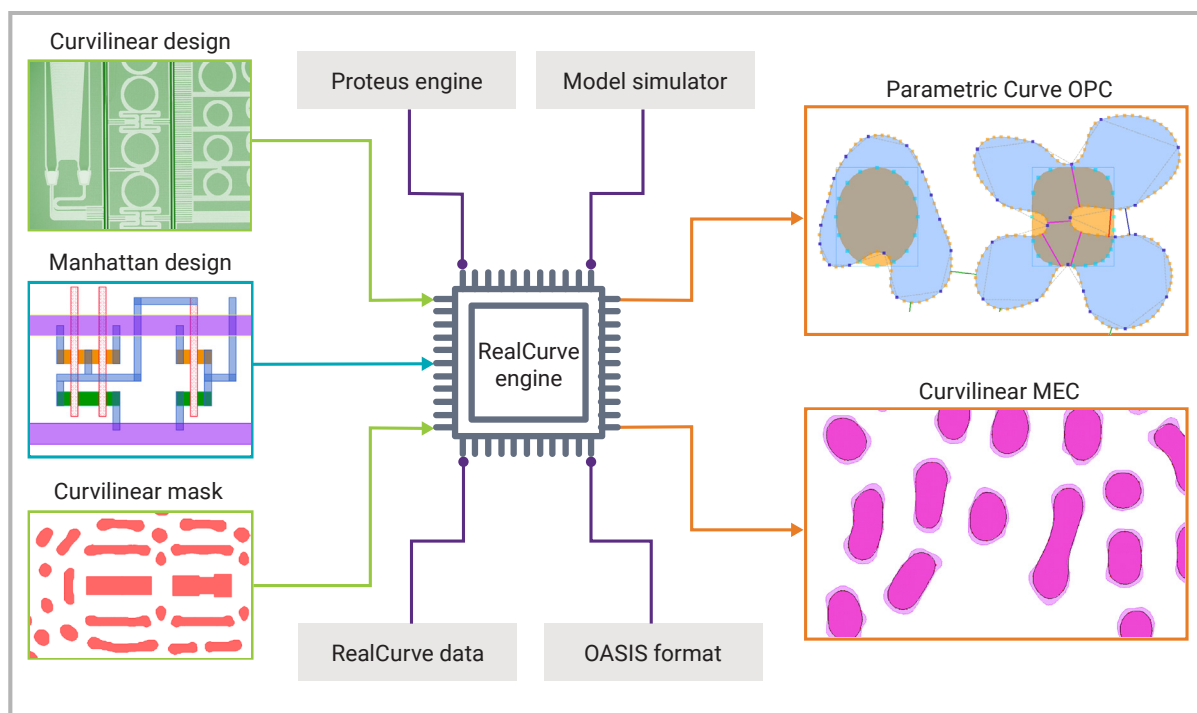 Curvilinear design
Proteus engine
Model simulator
Parametric Curve OPC
Manhattan design
RealCurve
engine
Curvilinear MEC
Curvilinear mask
RealCurve data
OASIS format